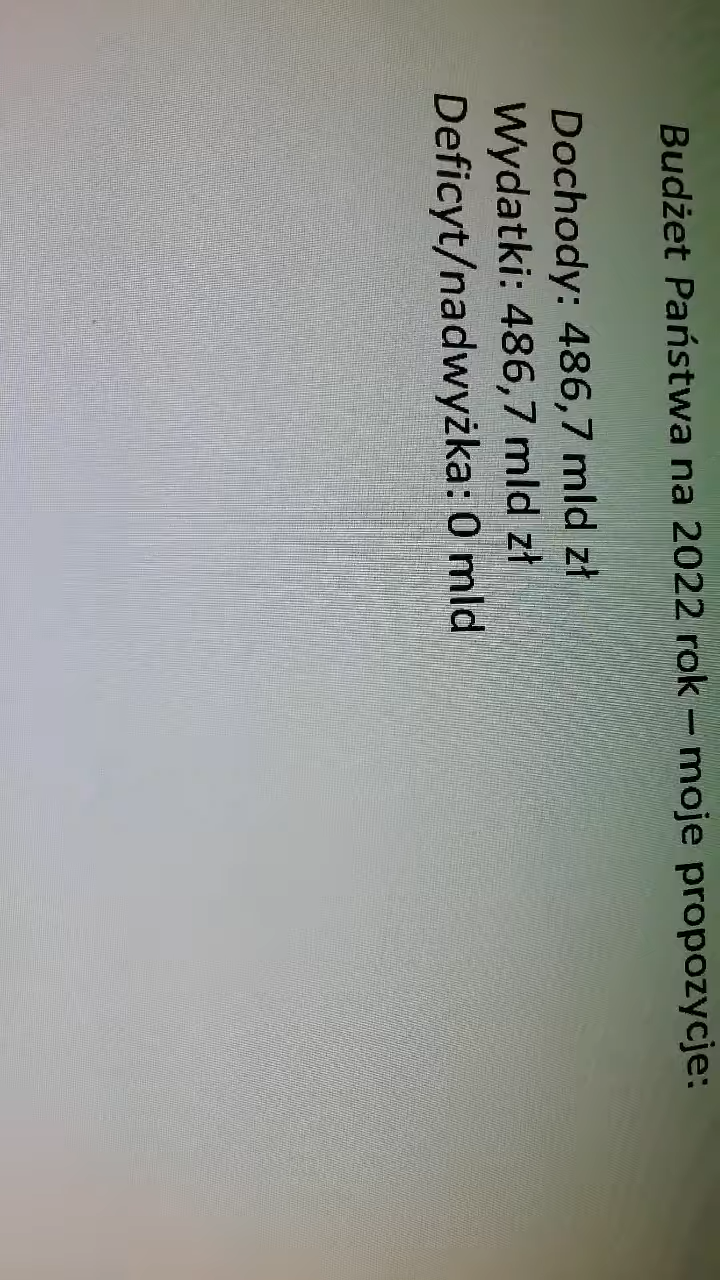 Budżet Państwa na 2022 rok – moje propozycje:
Dochody: 486,7 mld zł
Wydatki: 486,7 mld zł
Deficyt/nadwyżka: 0 mld